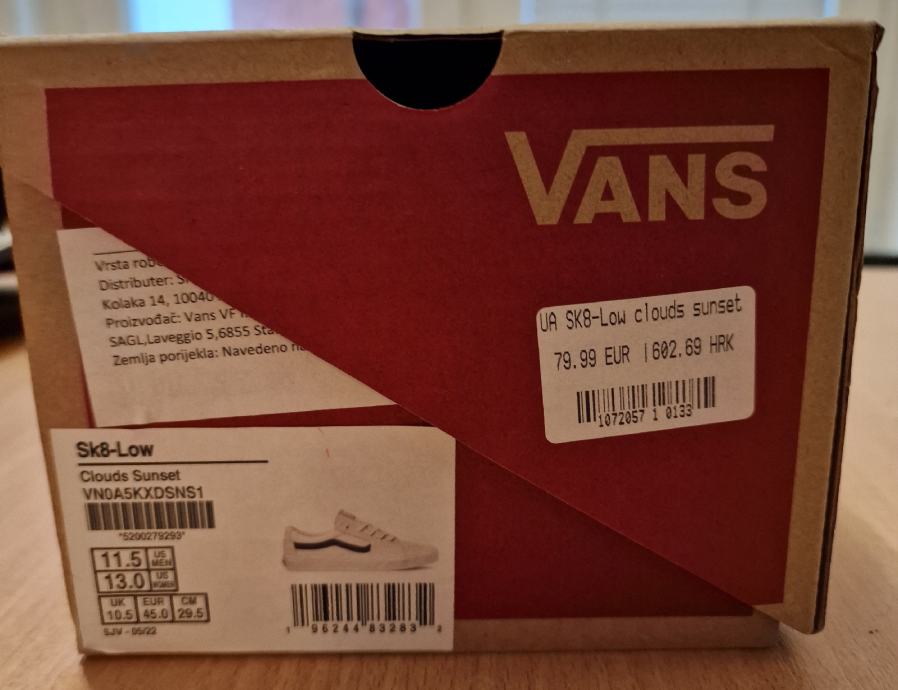 VANS
Vrsta
Distributer:
Kolaka 14, 10040
Proizvođač: Vans VF
SAGL,Laveggio 5,6855
Zemlja porijekla: Navedeno
UA SK8-Low clouds sunset
79.99 EUR | 602.69 HRK
1072057 1 0133
Sk8-Low
Clouds Sunset
VN0A5KXDSNS1
*5200279293*
11.5 US MEN
13.0 US WOMEN
UK EUR CM
10.5 45.0 29.5
SJV - 05/22
1 96244 83283 2